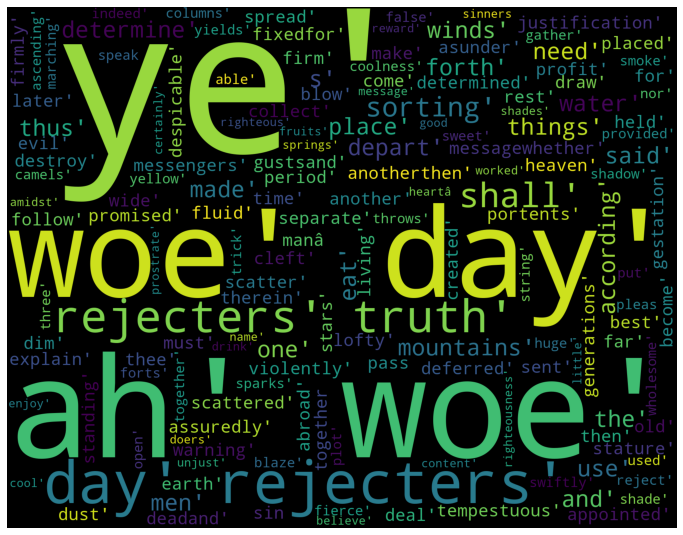 indeed' columns' spread' false' sinners
ye'
firmly
ascending
marching
speak
determine'
yields'
fixedfor'
reward'
winds'
gather'
justification'
firm'
s'
make'
coolness'
asunder'
smoke'
able'
need'
placed'
message'
blow'
come'
forth
determined'
draw'
for'
nor'
later'
despicable'
righteous
collect'
profit'
shades'
thus'
fruits'
sorting'
rest'
good
water'
held'
evil'
springs'
place'
things'
sweet'
provided'
destroy'
messengers'
depart'
messagewhether'
said'
camels'
yellow'
gustsand'
anotherthen'
heaven'
shadow'
amidst'
made'
time'
period'
another'
heartâ
worked'
wide'
throws'
shall'
according'
gestation'
follow'
promised'
fluid'
separate'
portents'
prostrate'
trick'
manâ
cleft'
eat'
living'
created'
string'
woe' day'
scatter'
therein
generations'
put'
become'
pleas
three'
stars
best'
far'
rejecters' truth'
dim'
name'
must'
thee'
one'
lofty'
mountains'
huge'
little'
explain'
drink'
pass
deferred'
sent'
wholesome'
forts'
violently'
the'
old'
enjoy'
together'
sparks'
then'
ah' woe'
standing'
scattered'
abroad'
together
plot'
righteousness
stature'
assuredly'
open'
doers'
warning'
unjust'
content'
use'
used'
cool'
earth'
blaze'
swiftly'
reject'
day' rejecters'
men'
and'
shade'
dust'
deadand'
sin
certainly'
fierce
believe'
deal'
tempestuous'
appointed'